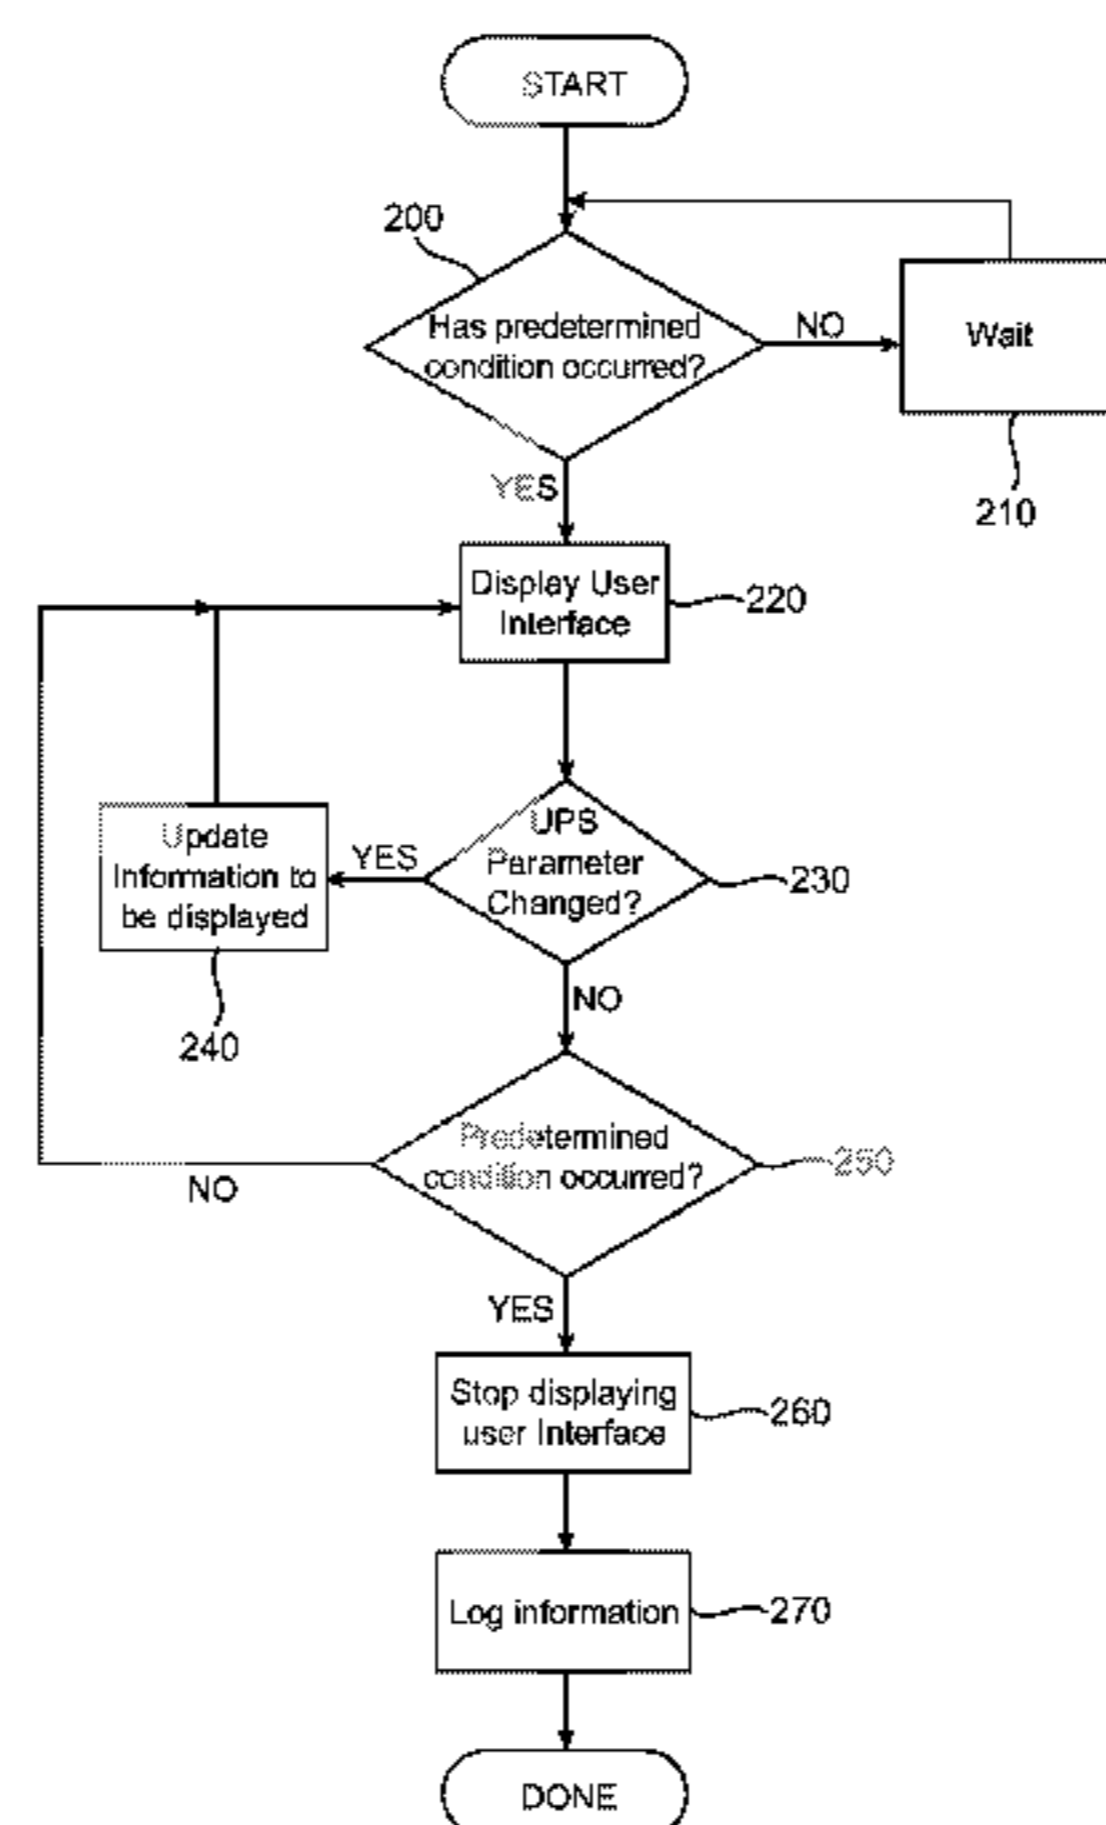 START
200
Has predetermined
condition occurred?
NO
Wait
210
YES
Display User
Interface
220
UPS
Parameter
Changed?
230
YES
Update
Information to
be displayed
240
NO
Predetermined
condition occurred?
250
NO
YES
Stop displaying
user Interface
260
Log information
270
DONE